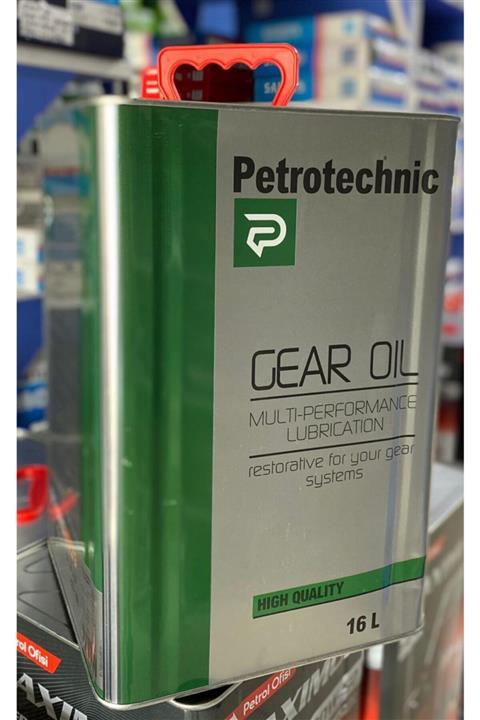 Petrotechnic
GEAR OIL
MULTI-PERFORMANCE
LUBRICATION
restorative for your gear
systems
HIGH QUALITY
16 L
Petrol Ofisi
Petrol Ofisi